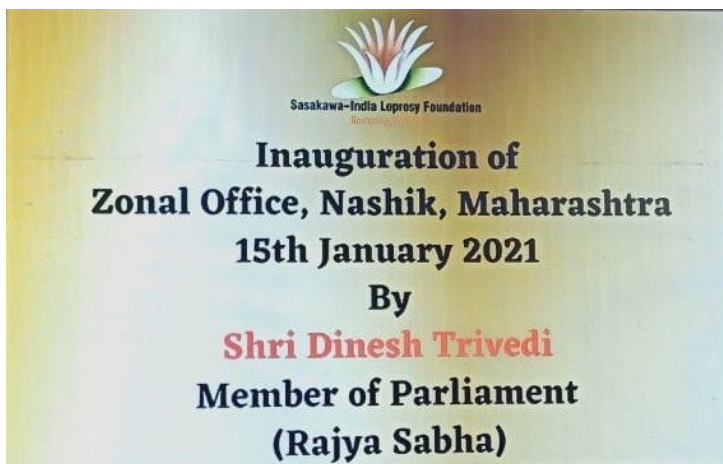 Sasakawa-India Leprosy Foundation
Inauguration of
Zonal Office, Nashik, Maharashtra
15th January 2021
By
Shri Dinesh Trivedi
Member of Parliament
(Rajya Sabha)